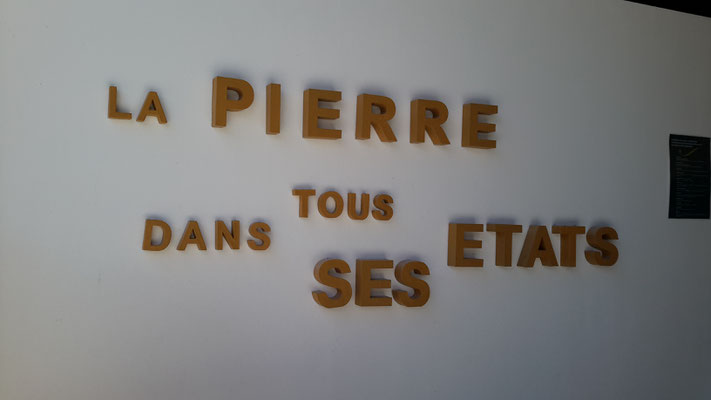 LA PIERRE
DANS TOUS
SES ETATS